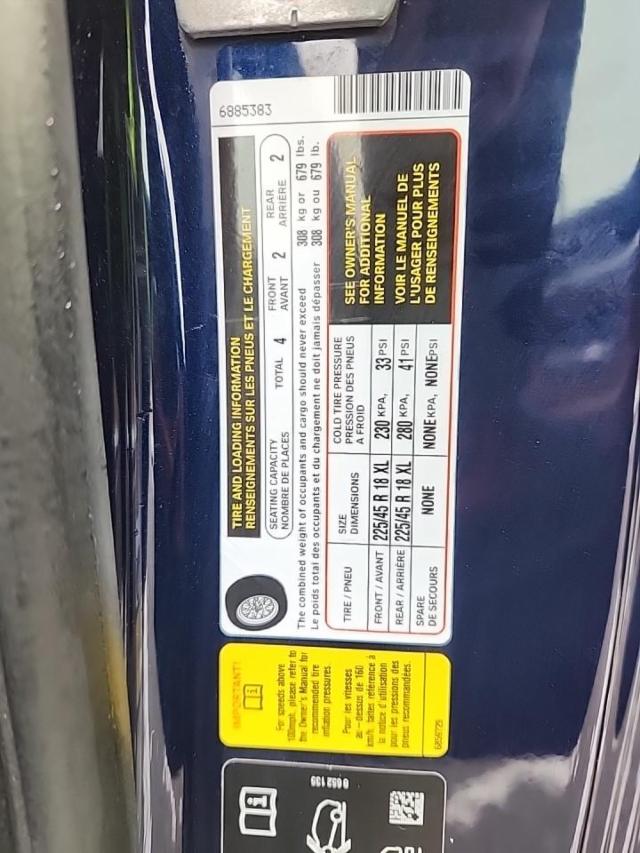 6885383
TIRE AND LOADING INFORMATION
RENSEIGNEMENTS SUR LES PNEUS ET LE CHARGEMENT
SEATING CAPACITY
NOMBRE DE PLACES
TOTAL 4
FRONT
AVANT 2
REAR
ARRIÈRE 2
The combined weight of occupants and cargo should never exceed 308 kg or 679 lbs.
Le poids total des occupants et du chargement ne doit jamais dépasser 308 kg ou 679 lb.
TIRE / PNEU
SIZE
DIMENSIONS
COLD TIRE PRESSURE
PRESSION DES PNEUS
A FROID
FRONT / AVANT 225/45 R 18 XL 230 KPA, 33 PSI
REAR / ARRIÈRE 225/45 R 18 XL 280 KPA, 41 PSI
SPARE
DE SECOURS NONE NONE KPA, NONE PSI
SEE OWNER'S MANUAL
FOR ADDITIONAL
INFORMATION
VOIR LE MANUEL DE
L'USAGER POUR PLUS
DE RENSEIGNEMENTS
IMPORTANT!
For speeds above
100mph, please refer to
the Owner's Manual for
recommended tire
inflation pressures.
Pour les vitesses
au-dessus de 160
km/h, faites référence à
la notice d'utilisation
pour les pressions des
pneus recommandées.